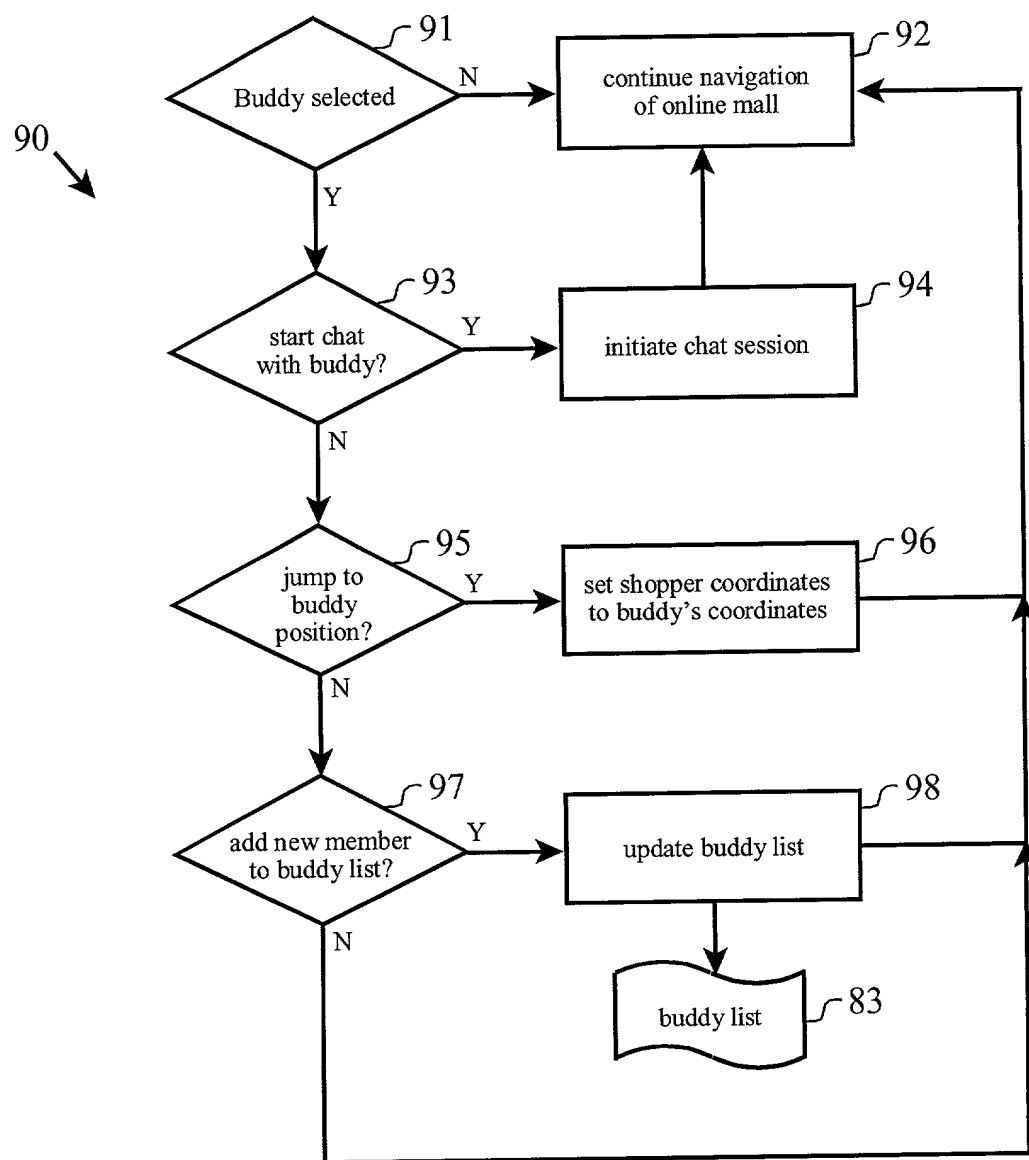 91
92
Buddy selected
N
continue navigation
of online mall
90
Y
93
94
start chat
with buddy?
Y
initiate chat session
N
95
96
jump to
buddy
position?
Y
set shopper coordinates
to buddy's coordinates
N
97
98
add new member
to buddy list?
Y
update buddy list
N
buddy list
83